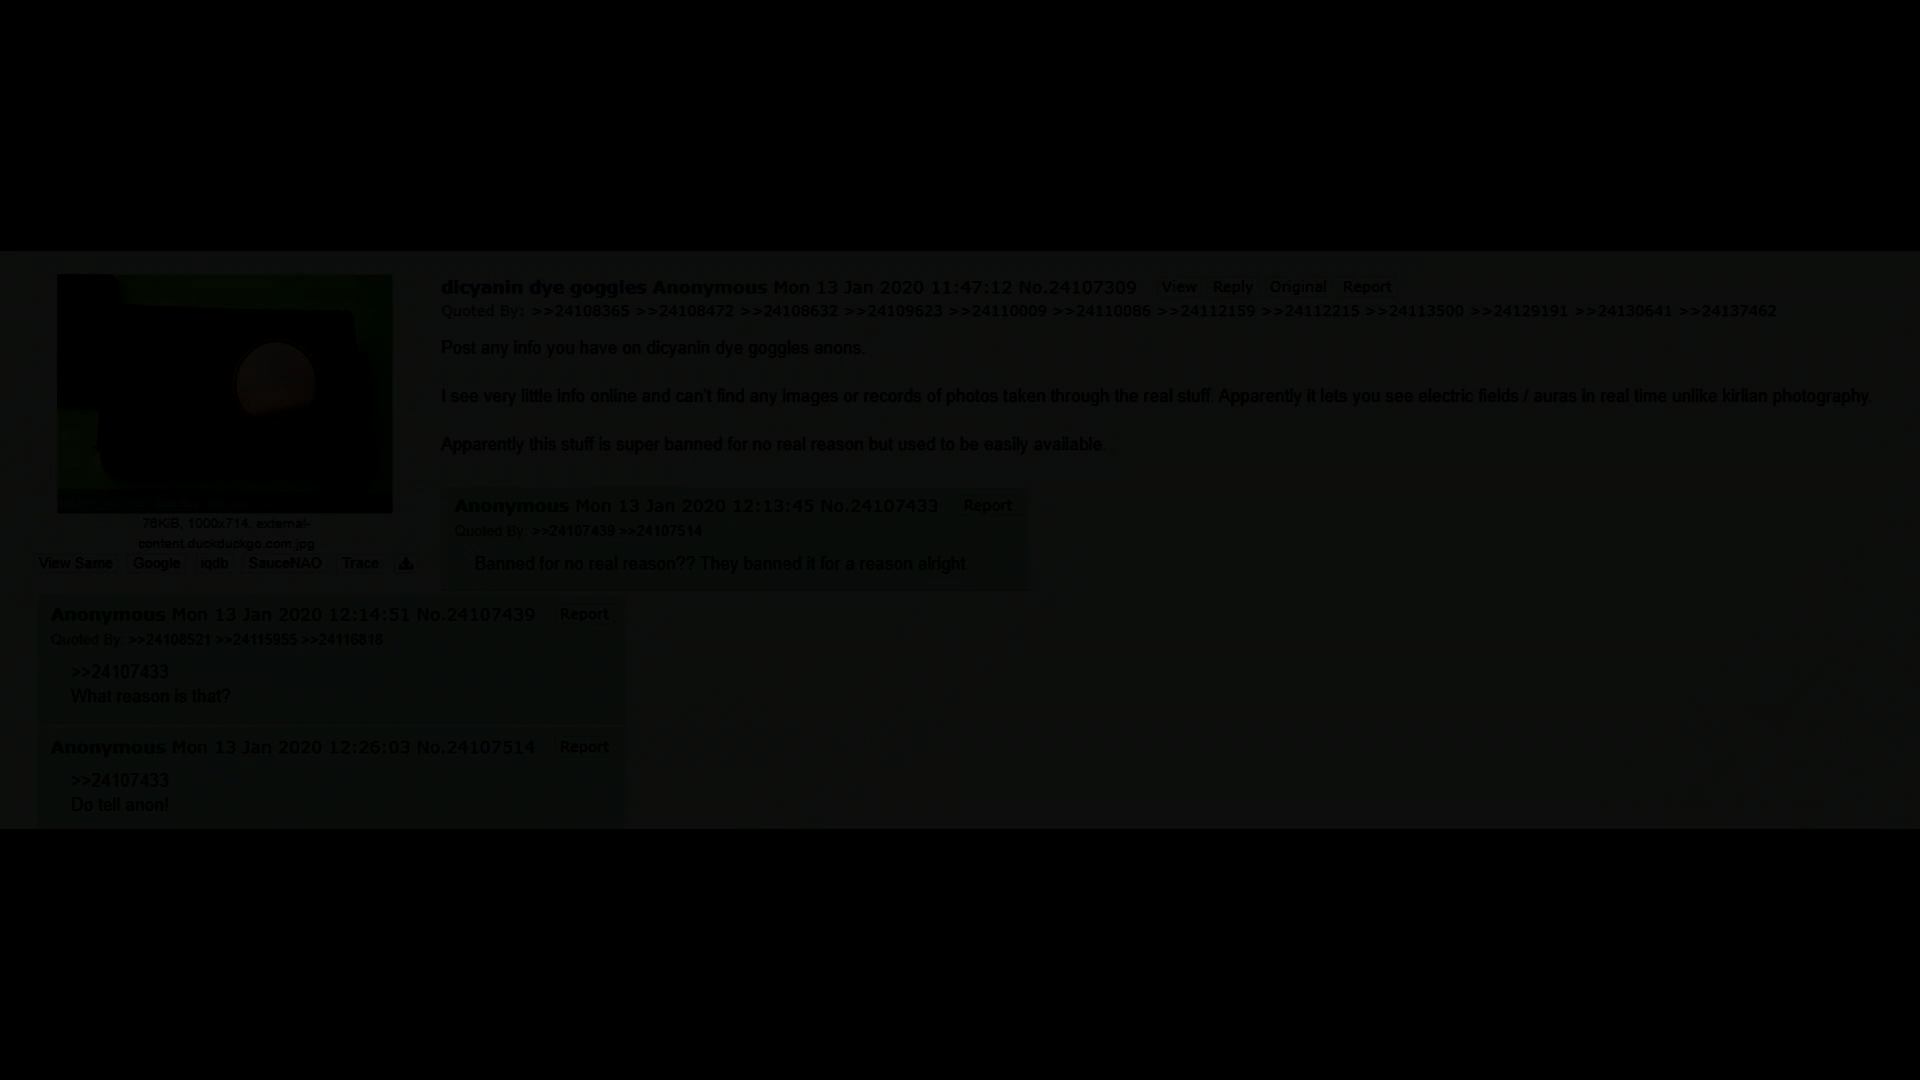 dicyanin dye goggles Anonymous Mon 13 Jan 2020 11:47:12 No.24107309 View Reply Original Report
Quoted By: >>24108365 >>24108472 >>24108632 >>24109623 >>24110009 >>24110086 >>24112159 >>24112215 >>24113500 >>24129191 >>24130641 >>24137462
Post any info you have on dicyanin dye goggles anons.
I see very little info online and can't find any images or records of photos taken through the real stuff. Apparently it lets you see electric fields / auras in real time unlike kirlian photography.
Apparently this stuff is super banned for no real reason but used to be easily available.
76KiB, 1000x714, external-
content.duckduckgo.com.jpg
View Same Google iqdb SauceNAO Trace
Anonymous Mon 13 Jan 2020 12:13:45 No.24107433 Report
Quoted By: >>24107439 >>24107514
Banned for no real reason?? They banned it for a reason alright
Anonymous Mon 13 Jan 2020 12:14:51 No.24107439 Report
Quoted By: >>24108521 >>24115955 >>24116818
>>24107433
What reason is that?
Anonymous Mon 13 Jan 2020 12:26:03 No.24107514 Report
>>24107433
Do tell anon!